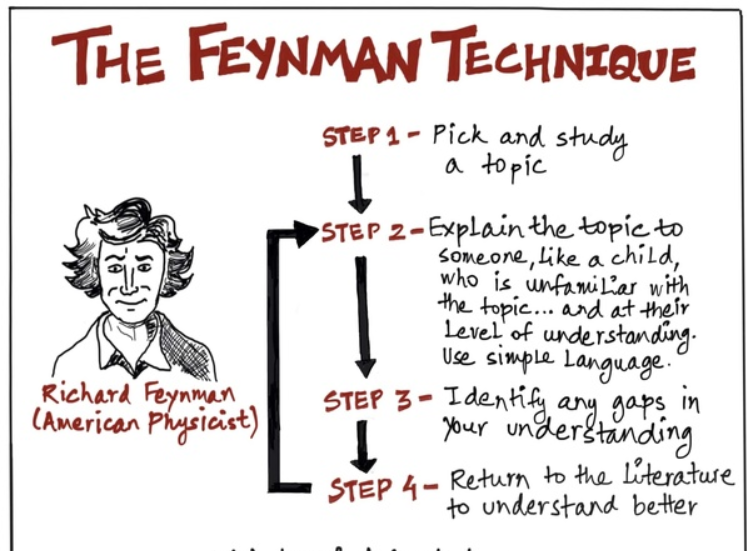 THE FEYNMAN TECHNIQUE
STEP 1 - Pick and study
a topic
STEP 2 - Explain the topic to
someone, like a child,
who is unfamiliar with
the topic... and at their
level of understanding.
Use simple language.
STEP 3 - Identify any gaps in
your understanding
STEP 4 - Return to the literature
to understand better
Richard Feynman
(American Physicist)